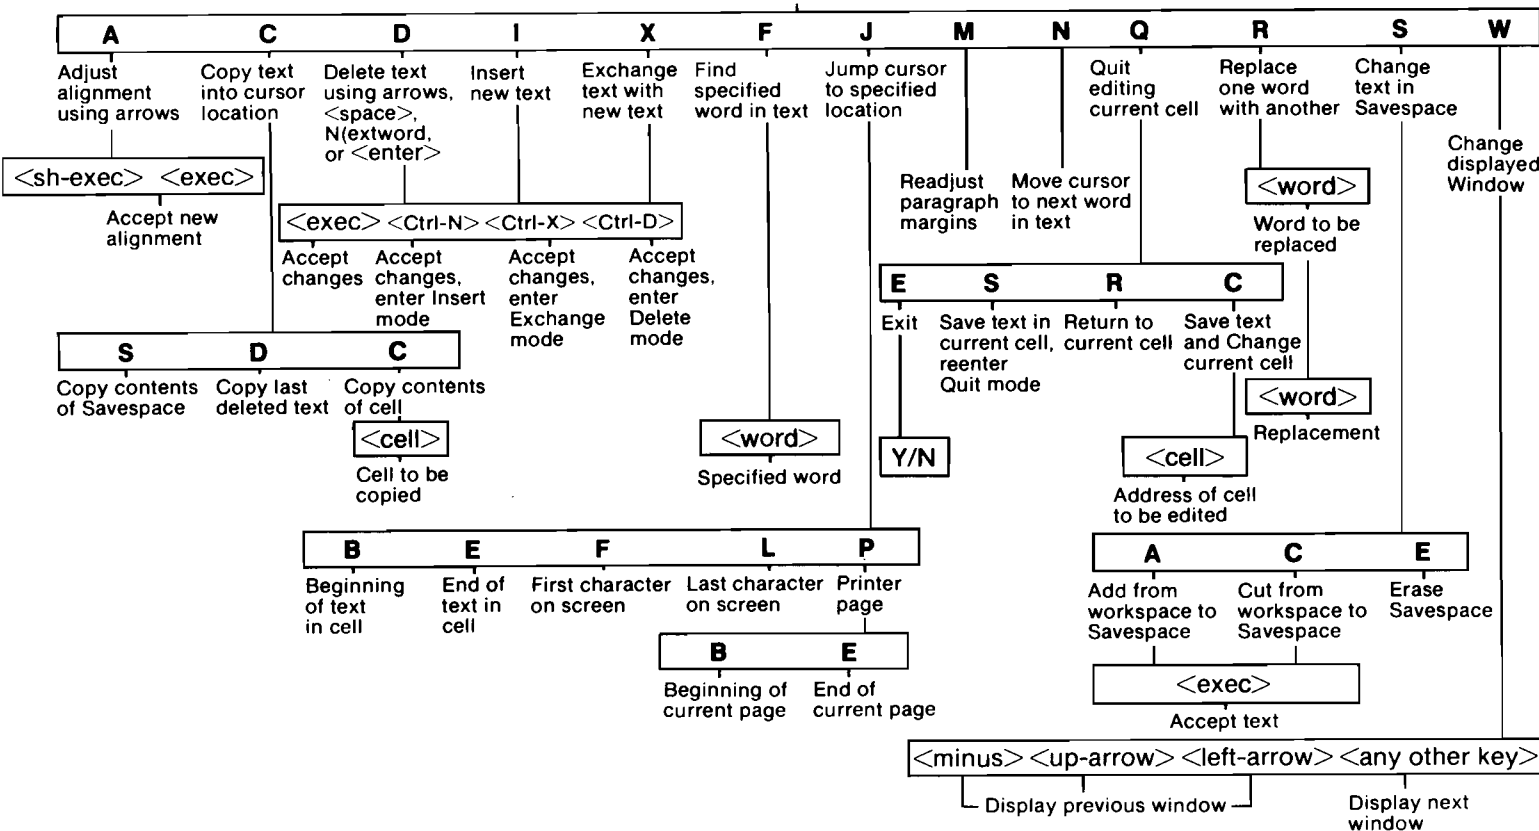 A C D I X F J M N Q R S W
Adjust
alignment
using arrows
Copy text
into cursor
location
Delete text
using arrows,
<space>,
N(extword,
or <enter>
Insert
new text
Exchange
text with
new text
Find
specified
word in text
Jump cursor
to specified
location
Readjust
paragraph
margins
Move cursor
to next word
in text
Quit
editing
current cell
Replace
one word
with another
Change
text in
Savespace
Change
displayed
Window
<sh-exec> <exec>
Accept new
alignment
<exec> <Ctrl-N> <Ctrl-X> <Ctrl-D>
Accept
changes
Accept
changes,
enter Insert
mode
Accept
changes,
enter
Exchange
mode
Accept
changes,
enter
Delete
mode
<word>
Word to be
replaced
E S R C
Exit
Save text in
current cell,
reenter
Quit mode
Return to
current cell
Save text
and Change
current cell
S D C
Copy contents
of Savespace
Copy last
deleted text
Copy contents
of cell
<cell>
Cell to be
copied
<word>
Specified word
Y/N
<cell>
Address of cell
to be edited
<word>
Replacement
B E F L P
Beginning
of text
in cell
End of
text in
cell
First character
on screen
Last character
on screen
Printer
page
B E
Beginning of
current page
End of
current page
A C E
Add from
workspace to
Savespace
Cut from
workspace to
Savespace
Erase
Savespace
<exec>
Accept text
<minus> <up-arrow> <left-arrow> <any other key>
Display previous window
Display next
window